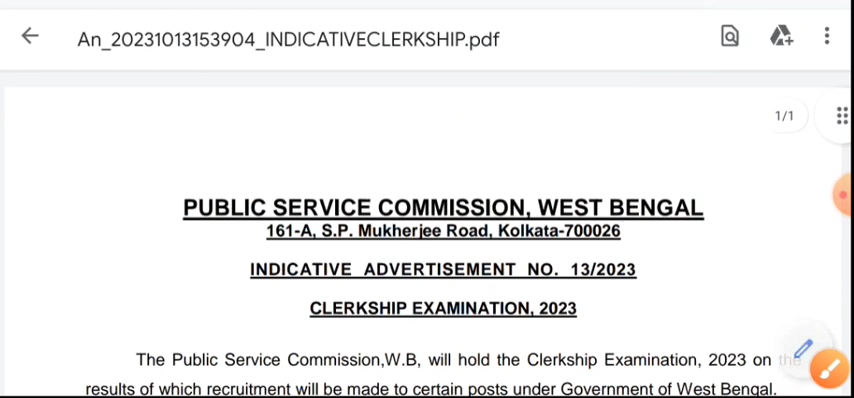 An_20231013153904_INDICATIVECLERKSHIP.pdf
1/1
PUBLIC SERVICE COMMISSION, WEST BENGAL
161-A, S.P. Mukherjee Road, Kolkata-700026
INDICATIVE ADVERTISEMENT NO. 13/2023
CLERKSHIP EXAMINATION, 2023
The Public Service Commission,W.B, will hold the Clerkship Examination, 2023 on the
results of which recruitment will be made to certain posts under Government of West Bengal.